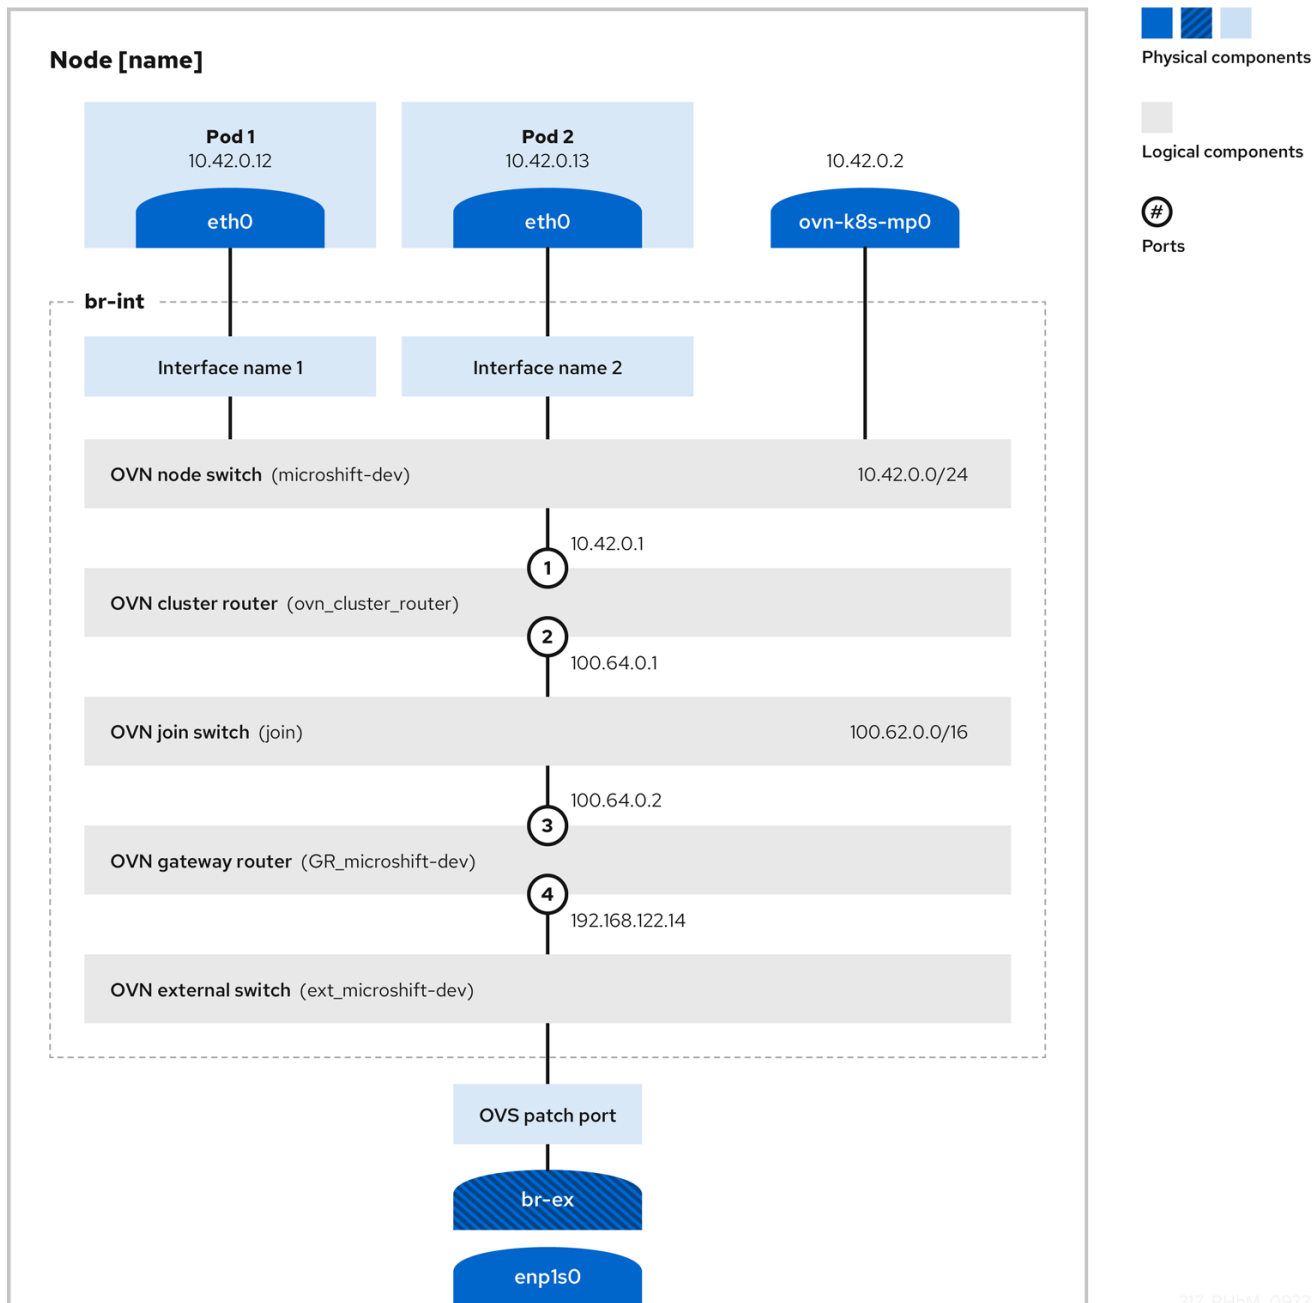 Node [name]
Physical components
Logical components
#
Ports
Pod 1
10.42.0.12
eth0
Pod 2
10.42.0.13
eth0
10.42.0.2
ovn-k8s-mp0
br-int
Interface name 1
Interface name 2
OVN node switch (microshift-dev) 10.42.0.0/24
10.42.0.1
1
OVN cluster router (ovn_cluster_router)
2
100.64.0.1
OVN join switch (join) 100.62.0.0/16
100.64.0.2
3
OVN gateway router (GR_microshift-dev)
4
192.168.122.14
OVN external switch (ext_microshift-dev)
OVS patch port
br-ex
enp1s0